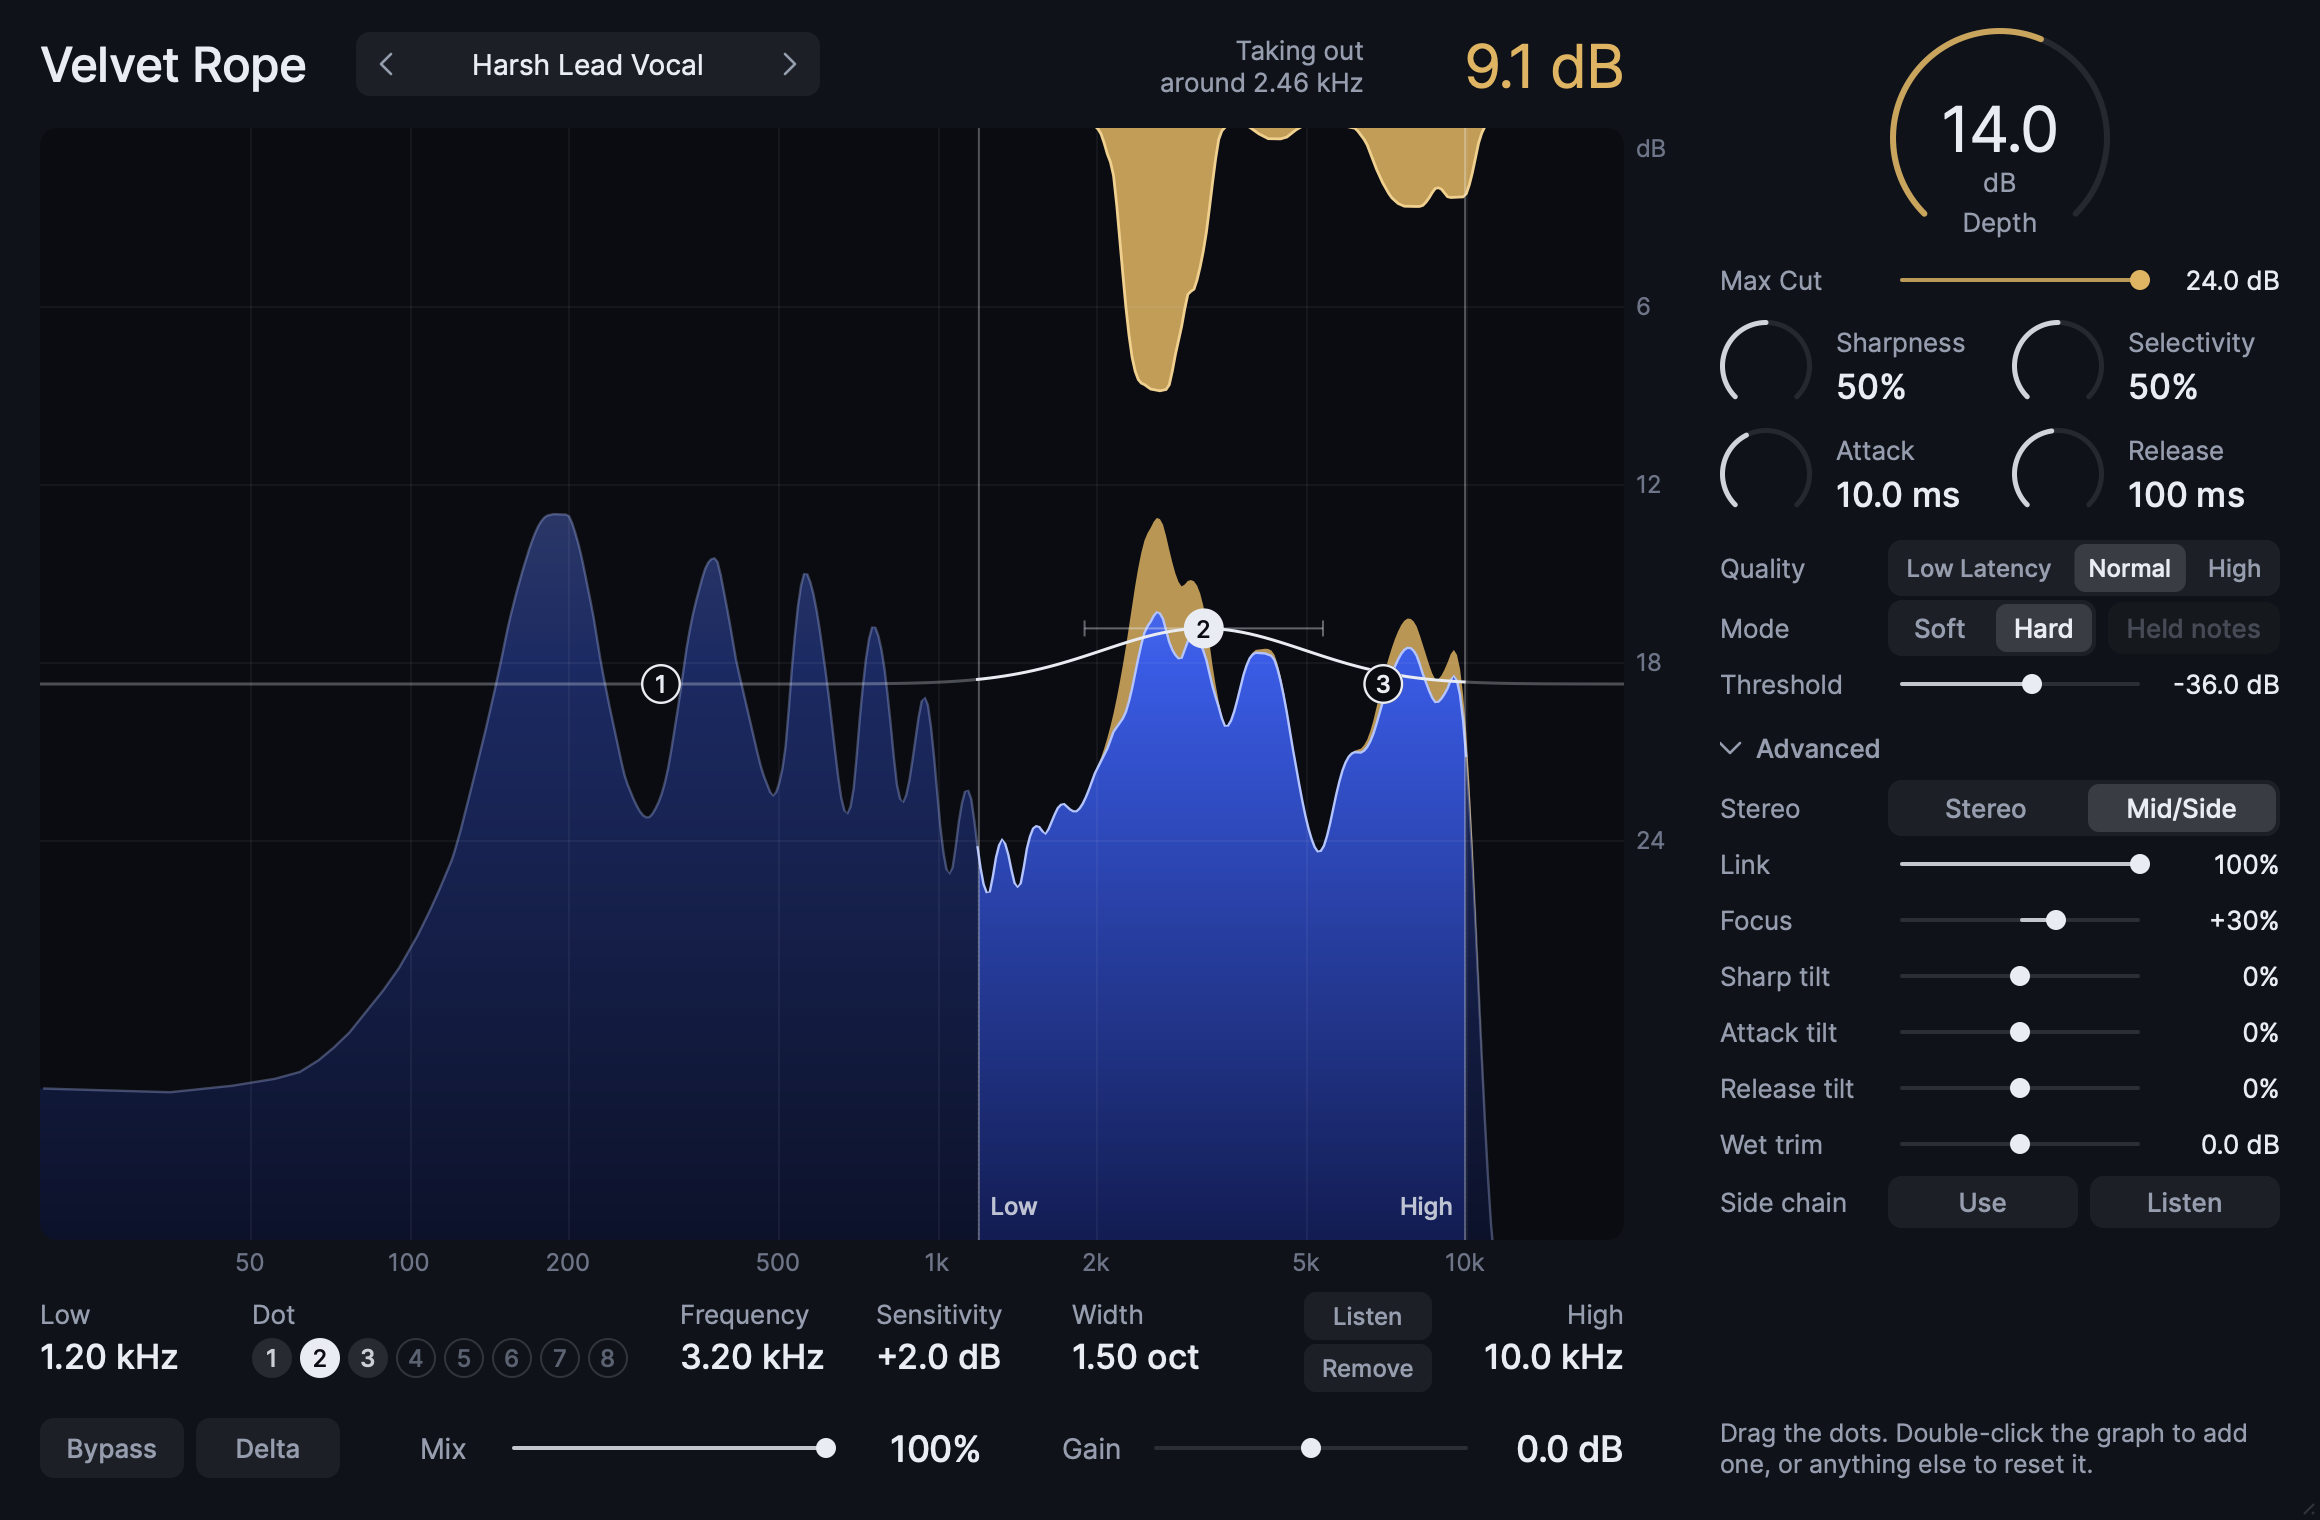 Velvet Rope
Harsh Lead Vocal
Taking out
around 2.46 kHz
9.1 dB
14.0
dB
Depth
dB
6
12
18
24
1
2
3
Low
High
50
100
200
500
1k
2k
5k
10k
Max Cut
24.0 dB
Sharpness
50%
Selectivity
50%
Attack
10.0 ms
Release
100 ms
Quality
Low Latency
Normal
High
Mode
Soft
Hard
Held notes
Threshold
-36.0 dB
Advanced
Stereo
Stereo
Mid/Side
Link
100%
Focus
+30%
Sharp tilt
0%
Attack tilt
0%
Release tilt
0%
Wet trim
0.0 dB
Side chain
Use
Listen
Low
1.20 kHz
Dot
1 2 3 4 5 6 7 8
Frequency
3.20 kHz
Sensitivity
+2.0 dB
Width
1.50 oct
Listen
Remove
High
10.0 kHz
Bypass
Delta
Mix
100%
Gain
0.0 dB
Drag the dots. Double-click the graph to add
one, or anything else to reset it.